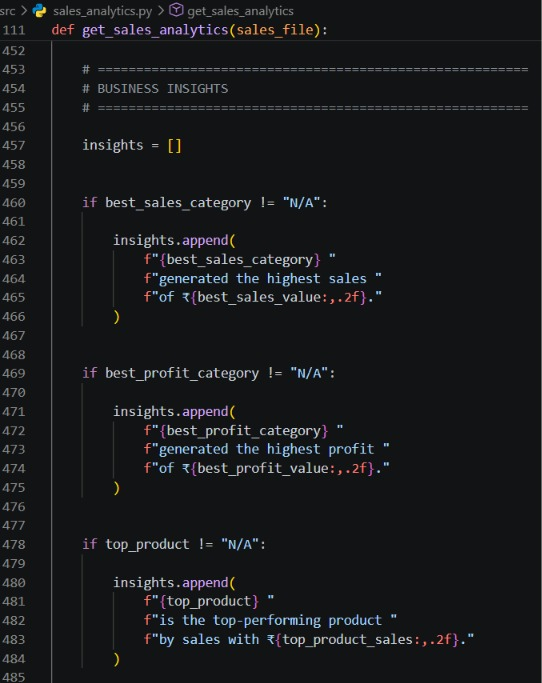 src > sales_analytics.py > get_sales_analytics
111 def get_sales_analytics(sales_file):
452
453     # ========================================================
454     # BUSINESS INSIGHTS
455     # ========================================================
456
457     insights = []
458
459
460     if best_sales_category != "N/A":
461
462         insights.append(
463             f"{best_sales_category} "
464             f"generated the highest sales "
465             f"of ₹{best_sales_value:,.2f}."
466         )
467
468
469     if best_profit_category != "N/A":
470
471         insights.append(
472             f"{best_profit_category} "
473             f"generated the highest profit "
474             f"of ₹{best_profit_value:,.2f}."
475         )
476
477
478     if top_product != "N/A":
479
480         insights.append(
481             f"{top_product} "
482             f"is the top-performing product "
483             f"by sales with ₹{top_product_sales:,.2f}."
484         )
485